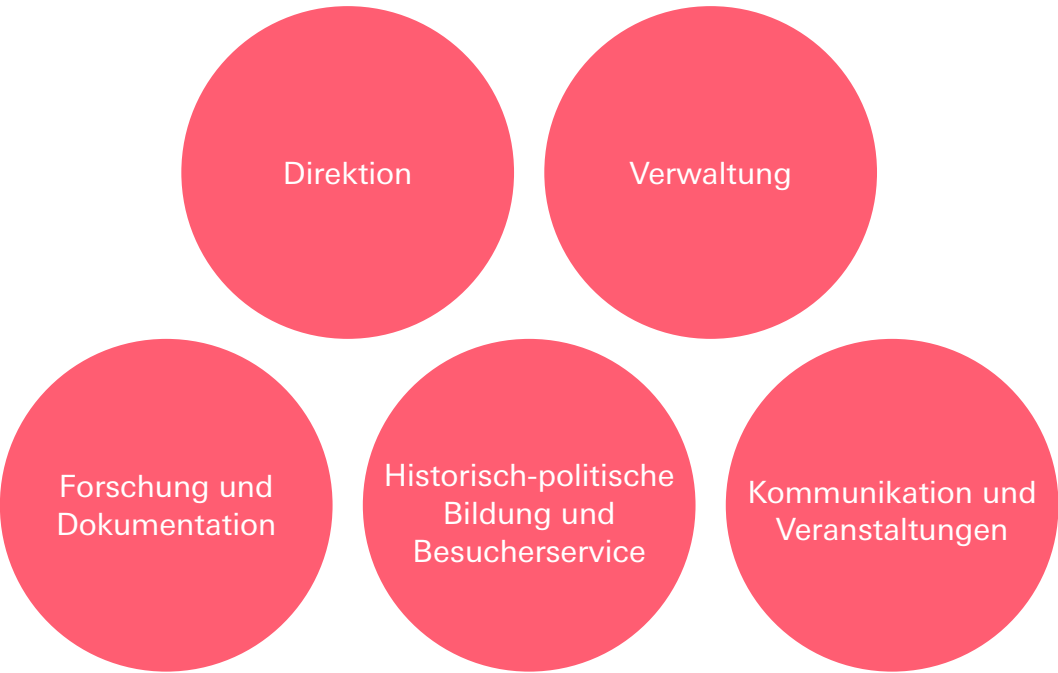 Direktion
Verwaltung
Forschung und
Dokumentation
Historisch-politische
Bildung und
Besucherservice
Kommunikation und
Veranstaltungen